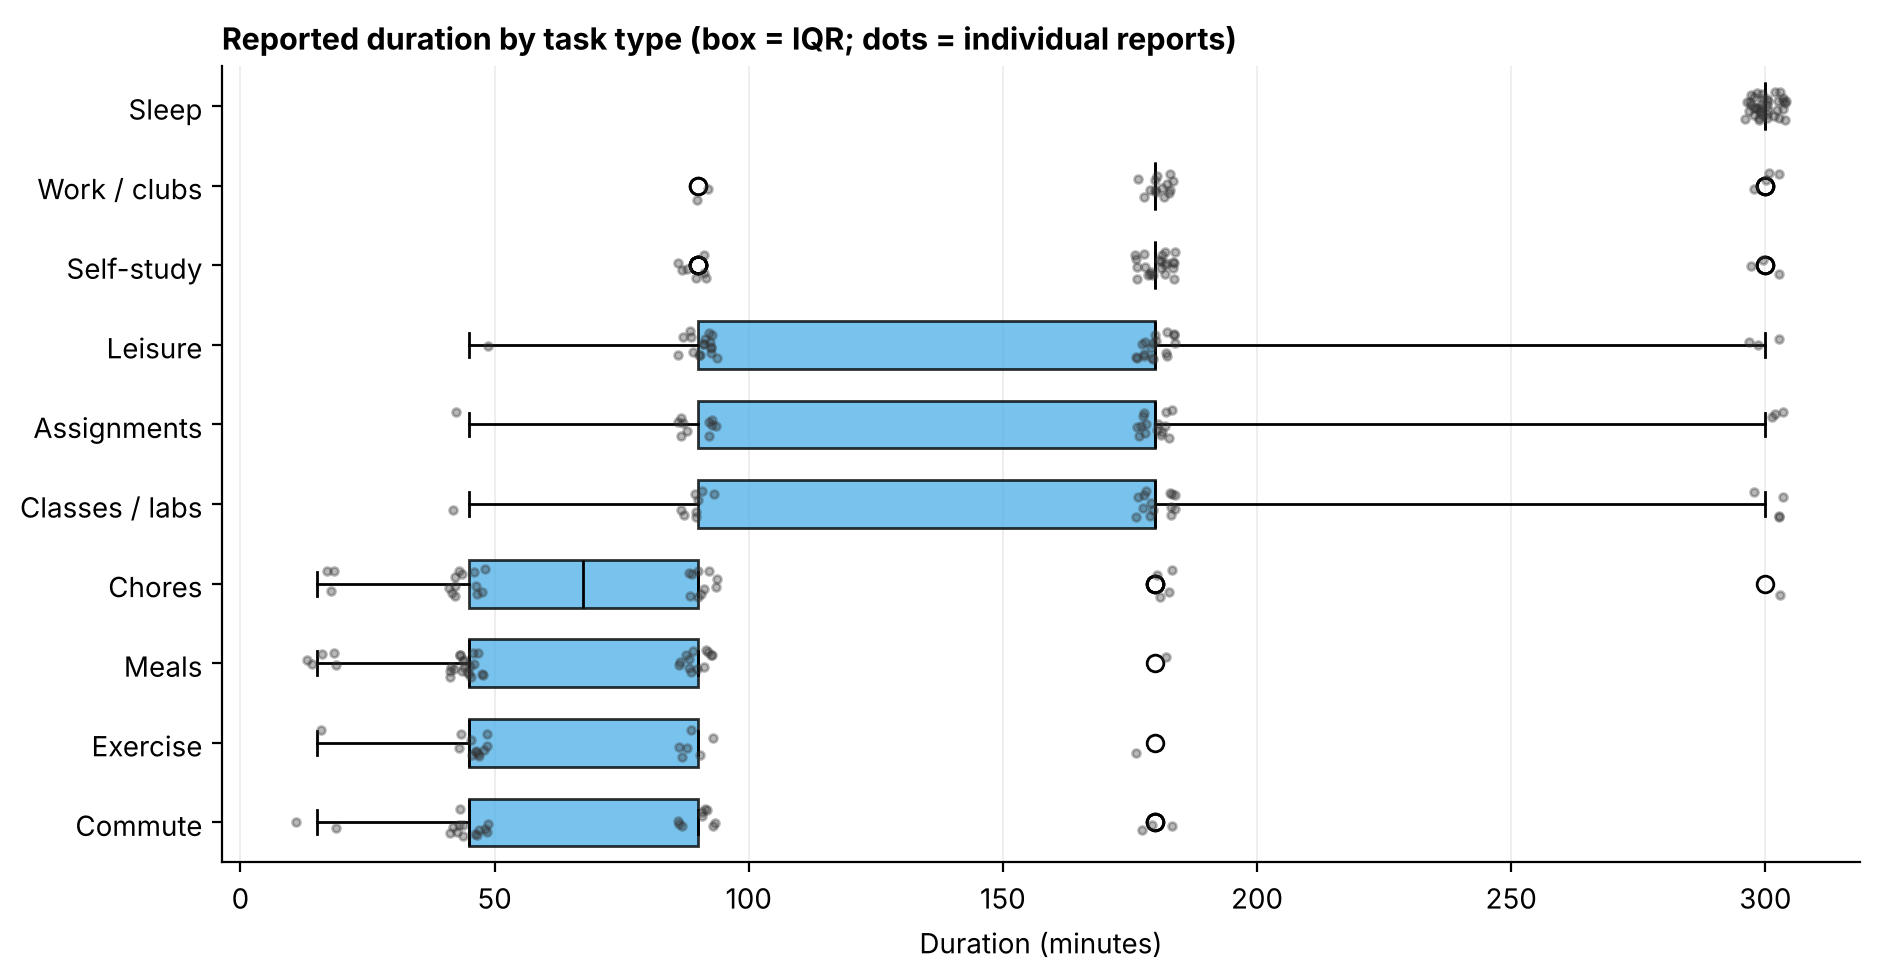 Reported duration by task type (box = IQR; dots = individual reports)
Sleep
Work / clubs
Self-study
Leisure
Assignments
Classes / labs
Chores
Meals
Exercise
Commute
0 50 100 150 200 250 300
Duration (minutes)